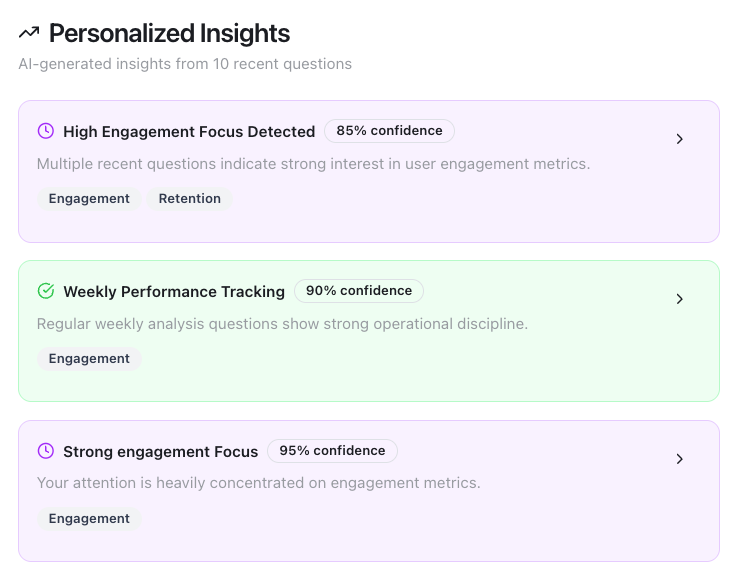 Personalized Insights
AI-generated insights from 10 recent questions
High Engagement Focus Detected 85% confidence
Multiple recent questions indicate strong interest in user engagement metrics.
Engagement Retention
Weekly Performance Tracking 90% confidence
Regular weekly analysis questions show strong operational discipline.
Engagement
Strong engagement Focus 95% confidence
Your attention is heavily concentrated on engagement metrics.
Engagement